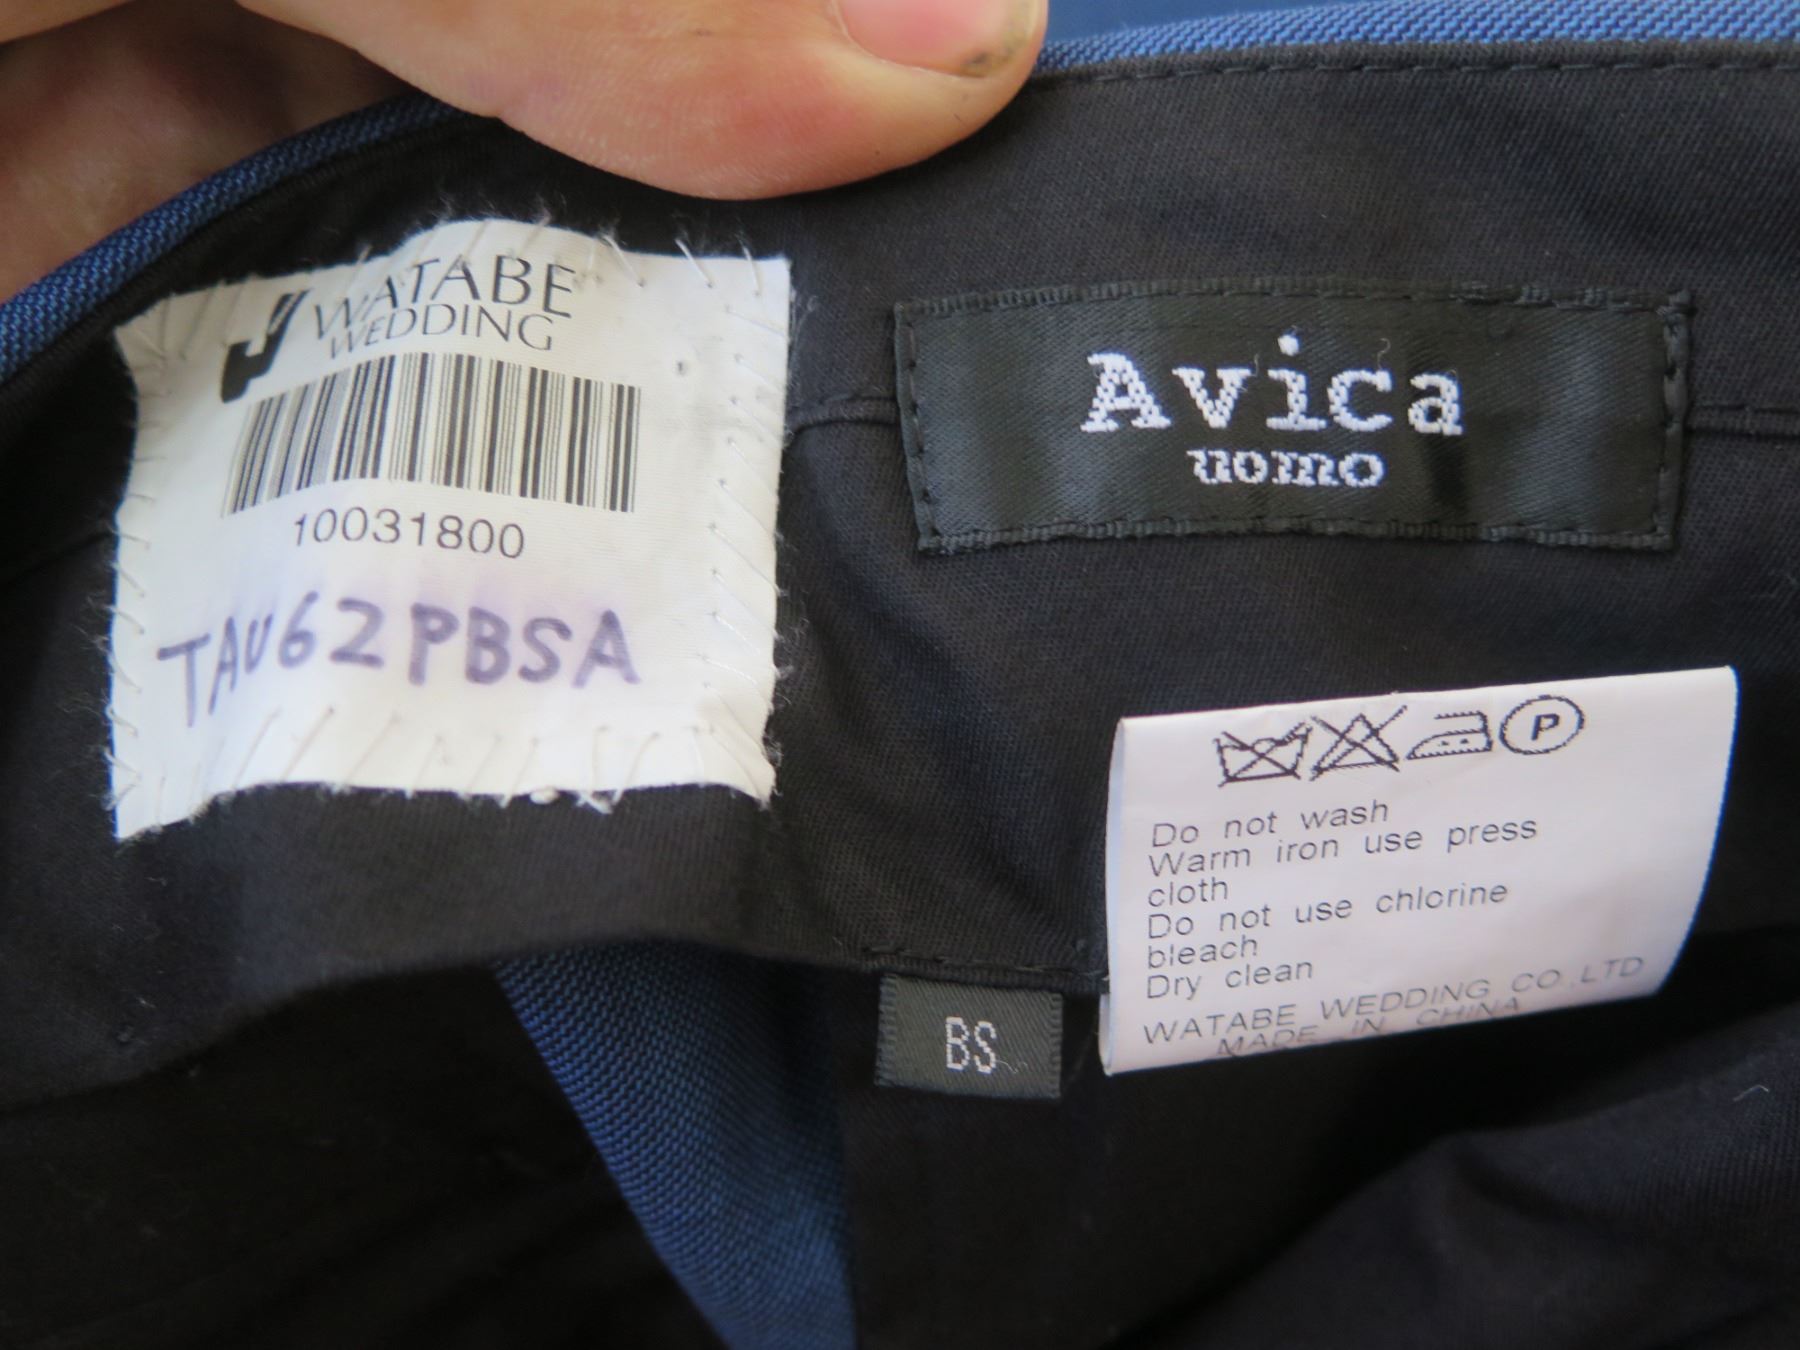 WATABE
WEDDING
10031800
TAU62PBSA
Avica
uomo
P
Do not wash
Warm iron use press
cloth
Do not use chlorine
bleach
Dry clean
WATABE WEDDING CO.,LTD
MADE IN CHINA
BS